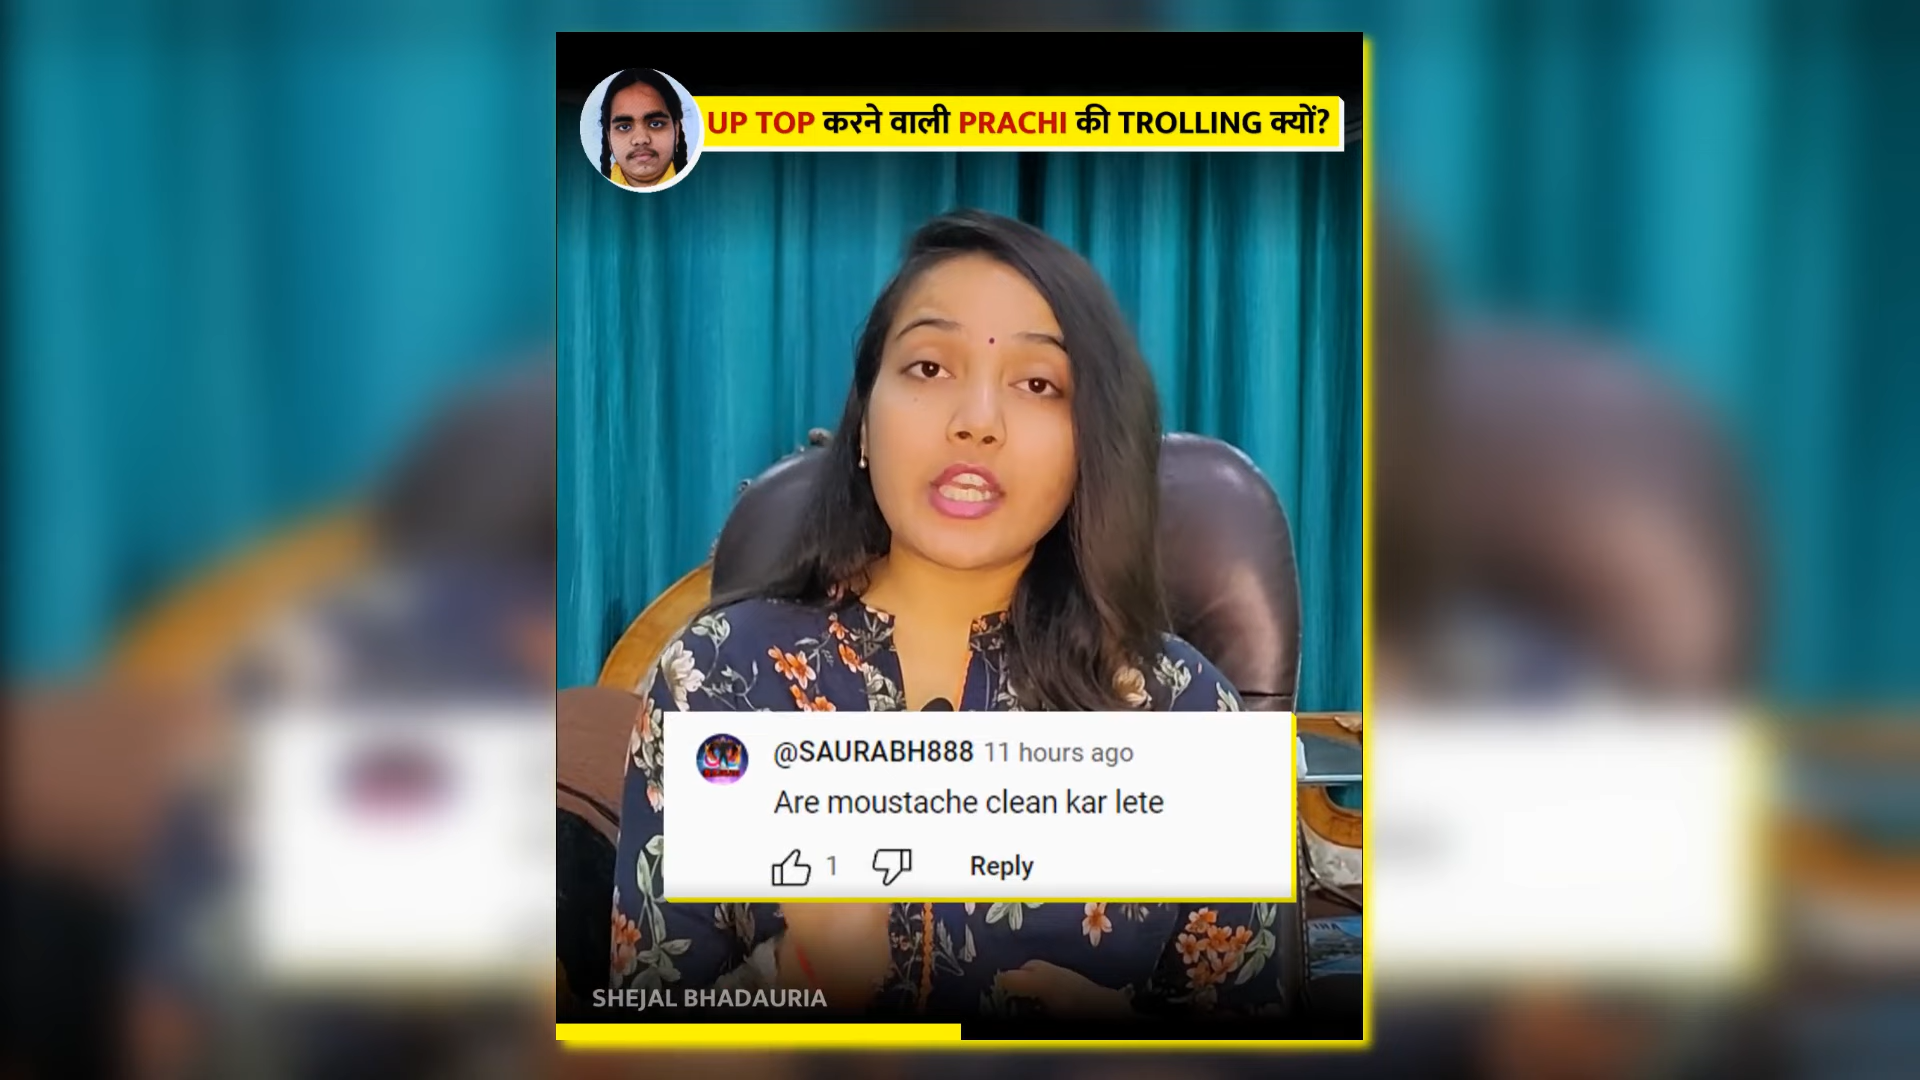 UP TOP करने वाली PRACHI की TROLLING क्यों?
@SAURABH888 11 hours ago
Are moustache clean kar lete
1 Reply
SHEJAL BHADAURIA